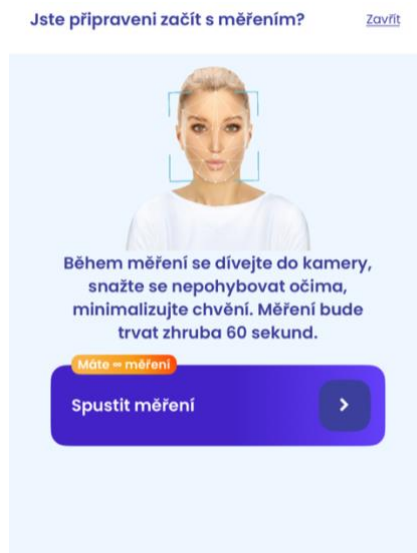 Jste připraveni začít s měřením?
Zavřít
Během měření se dívejte do kamery,
snažte se nepohybovat očima,
minimalizujte chvění. Měření bude
trvat zhruba 60 sekund.
Máte ∞ měření
Spustit měření